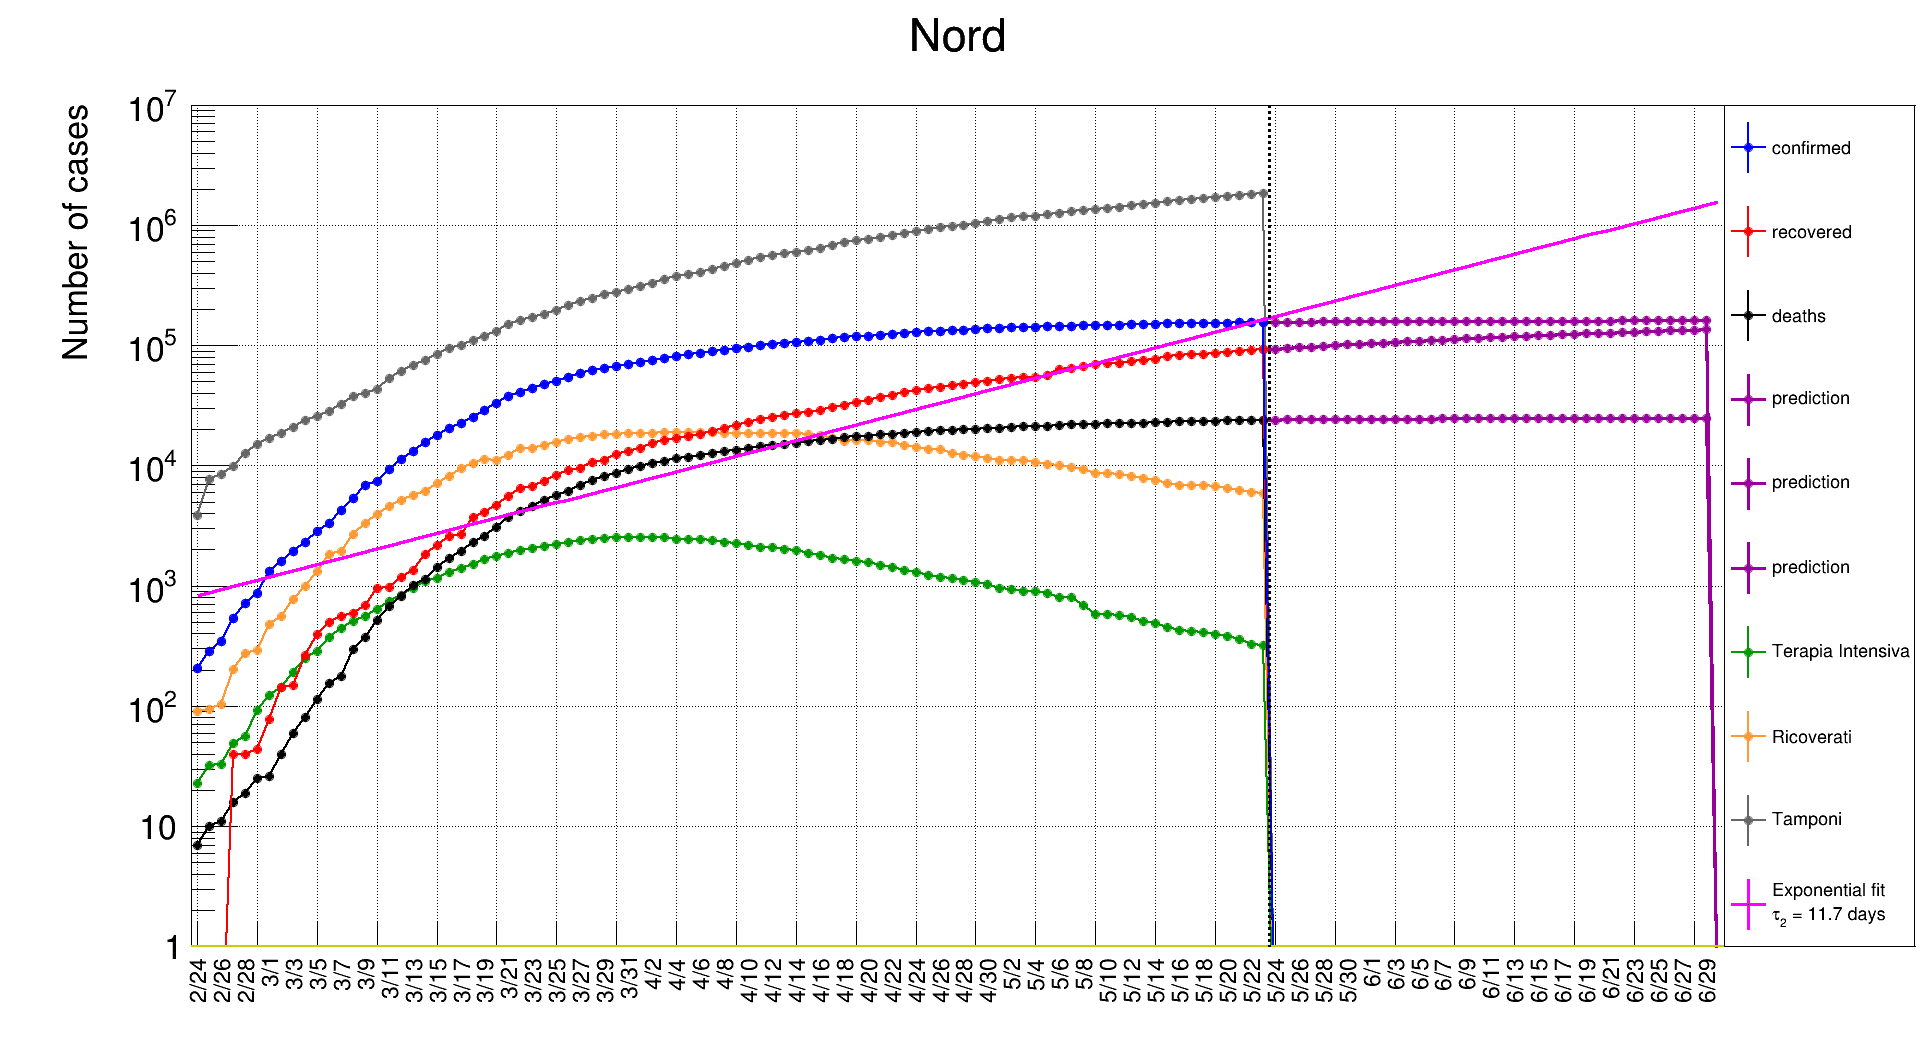 Nord
Number of cases
10^7
10^6
10^5
10^4
10^3
10^2
10
1
2/24 2/26 2/28 3/1 3/3 3/5 3/7 3/9 3/11 3/13 3/15 3/17 3/19 3/21 3/23 3/25 3/27 3/29 3/31 4/2 4/4 4/6 4/8 4/10 4/12 4/14 4/16 4/18 4/20 4/22 4/24 4/26 4/28 4/30 5/2 5/4 5/6 5/8 5/10 5/12 5/14 5/16 5/18 5/20 5/22 5/24 5/26 5/28 5/30 6/1 6/3 6/5 6/7 6/9 6/11 6/13 6/15 6/17 6/19 6/21 6/23 6/25 6/27 6/29
confirmed
recovered
deaths
prediction
prediction
prediction
Terapia Intensiva
Ricoverati
Tamponi
Exponential fit
τ₂ = 11.7 days